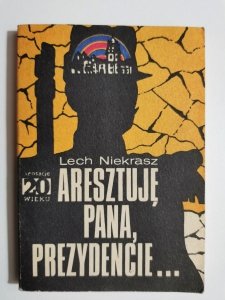 Lech Niekrasz
SENSACJE
20
WIEKU
ARESZTUJĘ
PANA,
PREZYDENCIE...